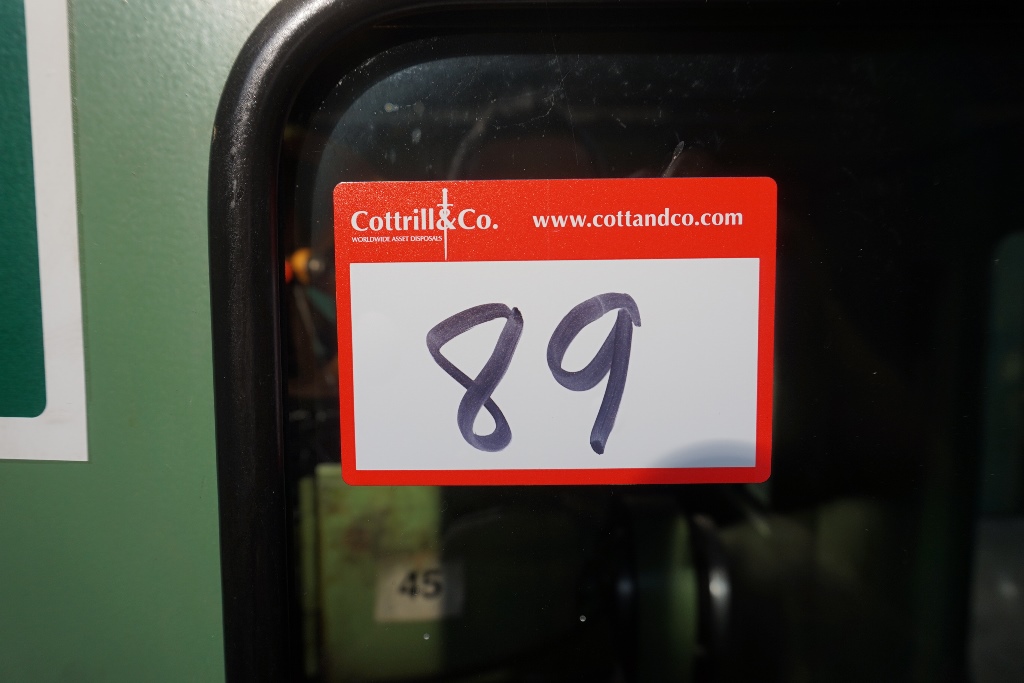 Cottrill&Co. www.cottandco.com
WORLDWIDE ASSET DISPOSALS
89
45